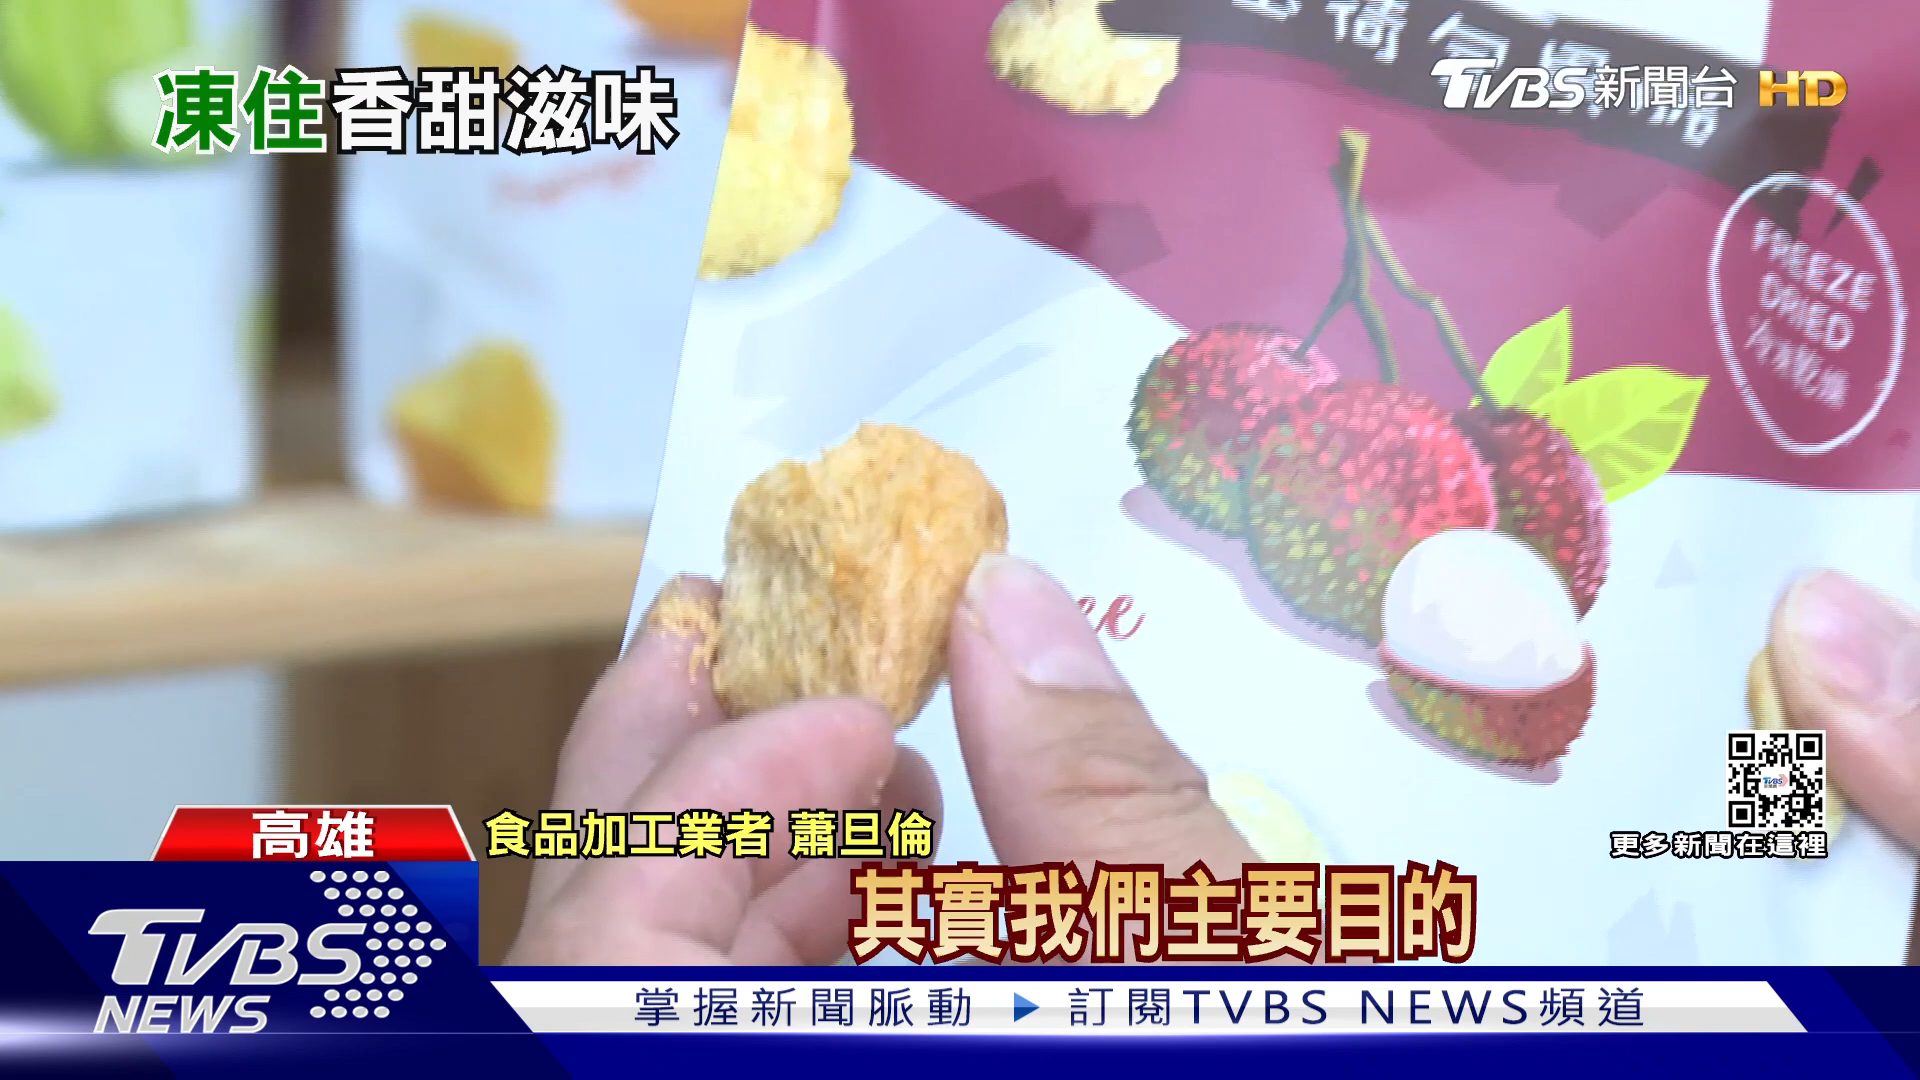 凍住香甜滋味
TVBS新聞台 HD
FREEZE
DRIED
冷凍乾燥
高雄
食品加工業者 蕭旦倫
其實我們主要目的
更多新聞在這裡
TVBS
NEWS
掌握新聞脈動 ▶ 訂閱TVBS NEWS頻道